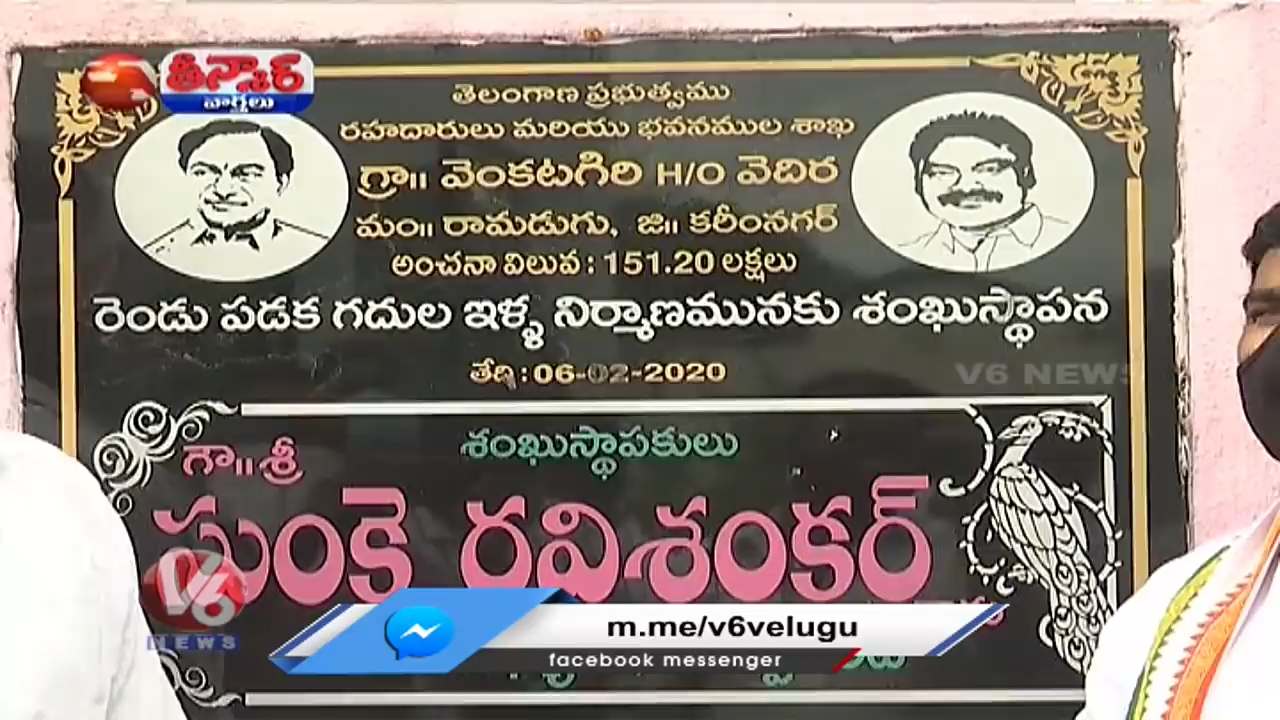 తీన్మార్
వార్తలు
తెలంగాణ ప్రభుత్వము
రహదారులు మరియు భవనముల శాఖ
గ్రా॥ వెంకటగిరి H/O వెదిర
మం॥ రామడుగు, జి॥ కరీంనగర్
అంచనా విలువ : 151.20 లక్షలు
రెండు పడక గదుల ఇళ్ళ నిర్మాణమునకు శంఖుస్థాపన
తేది : 06-02-2020
V6 NEWS
శంఖుస్థాపకులు
గౌ॥ శ్రీ
సుంకె రవిశంకర్
V6
NEWS
m.me/v6velugu
facebook messenger